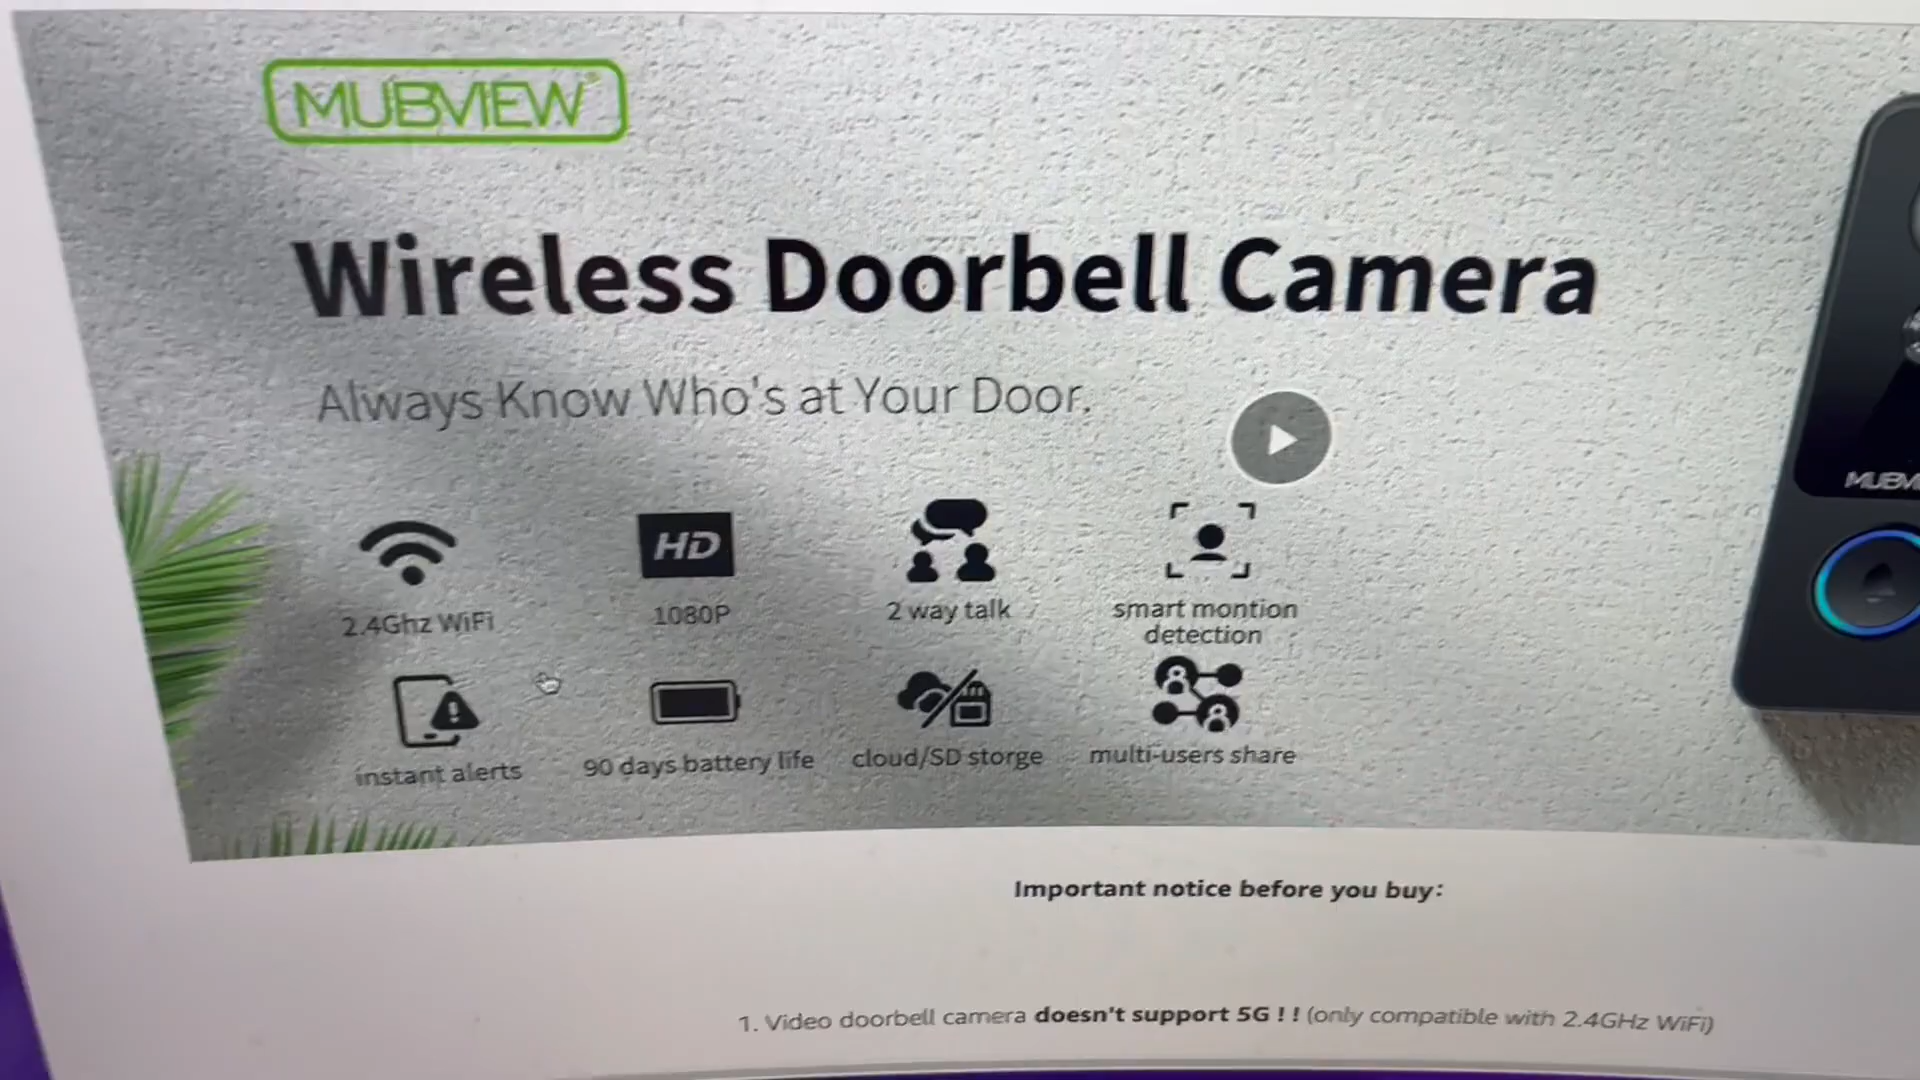 MUBVIEW
Wireless Doorbell Camera
Always Know Who's at Your Door.
HD
2.4Ghz WiFi
1080P
2 way talk
smart montion
detection
instant alerts
90 days battery life
cloud/SD storge
multi-users share
Important notice before you buy:
1. Video doorbell camera doesn't support 5G ! ! (only compatible with 2.4GHz WiFi)